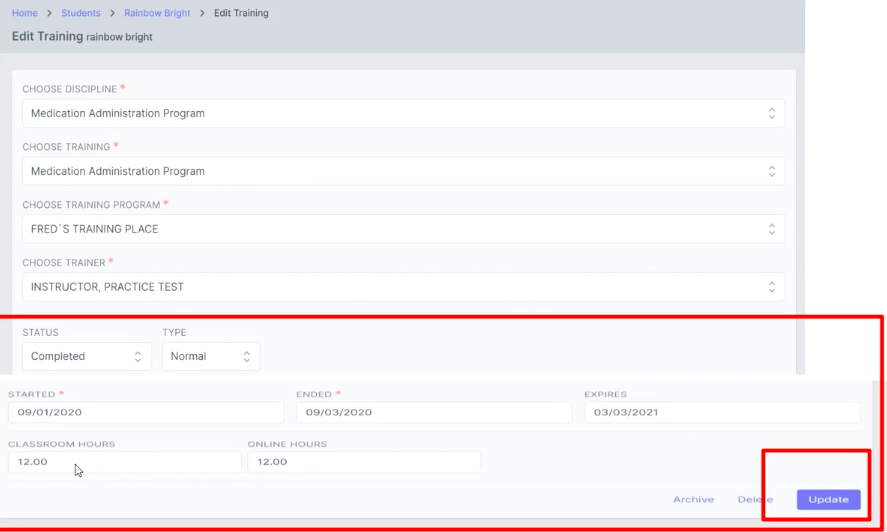 Home > Students > Rainbow Bright > Edit Training
Edit Training rainbow bright
CHOOSE DISCIPLINE *
Medication Administration Program
CHOOSE TRAINING *
Medication Administration Program
CHOOSE TRAINING PROGRAM *
FRED`S TRAINING PLACE
CHOOSE TRAINER *
INSTRUCTOR, PRACTICE TEST
STATUS TYPE
Completed Normal
STARTED * ENDED * EXPIRES
09/01/2020 09/03/2020 03/03/2021
CLASSROOM HOURS ONLINE HOURS
12.00 12.00
Archive Delete Update